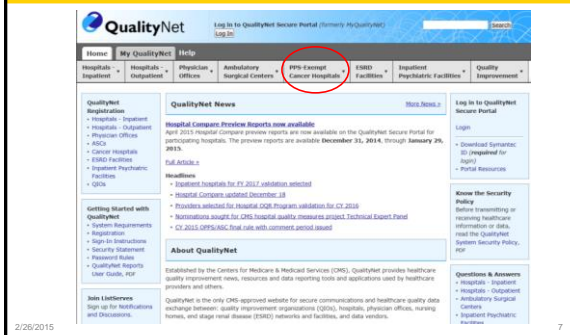 QualityNet
Log in to QualityNet Secure Portal (formerly MyQualityNet)
Log In
Search
Home
My QualityNet
Help
Hospitals - Inpatient
Hospitals - Outpatient
Physician Offices
Ambulatory Surgical Centers
PPS-Exempt Cancer Hospitals
ESRD Facilities
Inpatient Psychiatric Facilities
Quality Improvement
QualityNet
Registration
• Hospitals - Inpatient
• Hospitals - Outpatient
• Physician Offices
• ASCs
• Cancer Hospitals
• ESRD Facilities
• Inpatient Psychiatric
Facilities
• QIOs
Getting Started with
QualityNet
• System Requirements
• Registration
• Sign-In Instructions
• Security Statement
• Password Rules
• QualityNet Reports
User Guide, PDF
Join ListServes
Sign up for Notifications
and Discussions.
QualityNet News
More News »
Hospital Compare Preview Reports now available
April 2015 Hospital Compare preview reports are now available on the QualityNet Secure Portal for
participating hospitals. The preview reports are available December 31, 2014, through January 29,
2015.
Full Article »
Headlines
• Inpatient hospitals for FY 2017 validation selected
• Hospital Compare updated December 18
• Providers selected for Hospital OQR Program validation for CY 2016
• Nominations sought for CMS hospital quality measures project Technical Expert Panel
• CY 2015 OPPS/ASC final rule with comment period issued
About QualityNet
Established by the Centers for Medicare & Medicaid Services (CMS), QualityNet provides healthcare
quality improvement news, resources and data reporting tools and applications used by healthcare
providers and others.
QualityNet is the only CMS-approved website for secure communications and healthcare quality data
exchange between: quality improvement organizations (QIOs), hospitals, physician offices, nursing
homes, end stage renal disease (ESRD) networks and facilities, and data vendors.
Log in to QualityNet
Secure Portal
Login
• Download Symantec
ID (required for
login)
• Portal Resources
Know the Security
Policy
Before transmitting or
receiving healthcare
information or data,
read the QualityNet
System Security Policy,
PDF
Questions & Answers
• Hospitals - Inpatient
• Hospitals - Outpatient
• Ambulatory Surgical
Centers
• Inpatient Psychiatric
Facilities
2/26/2015
7